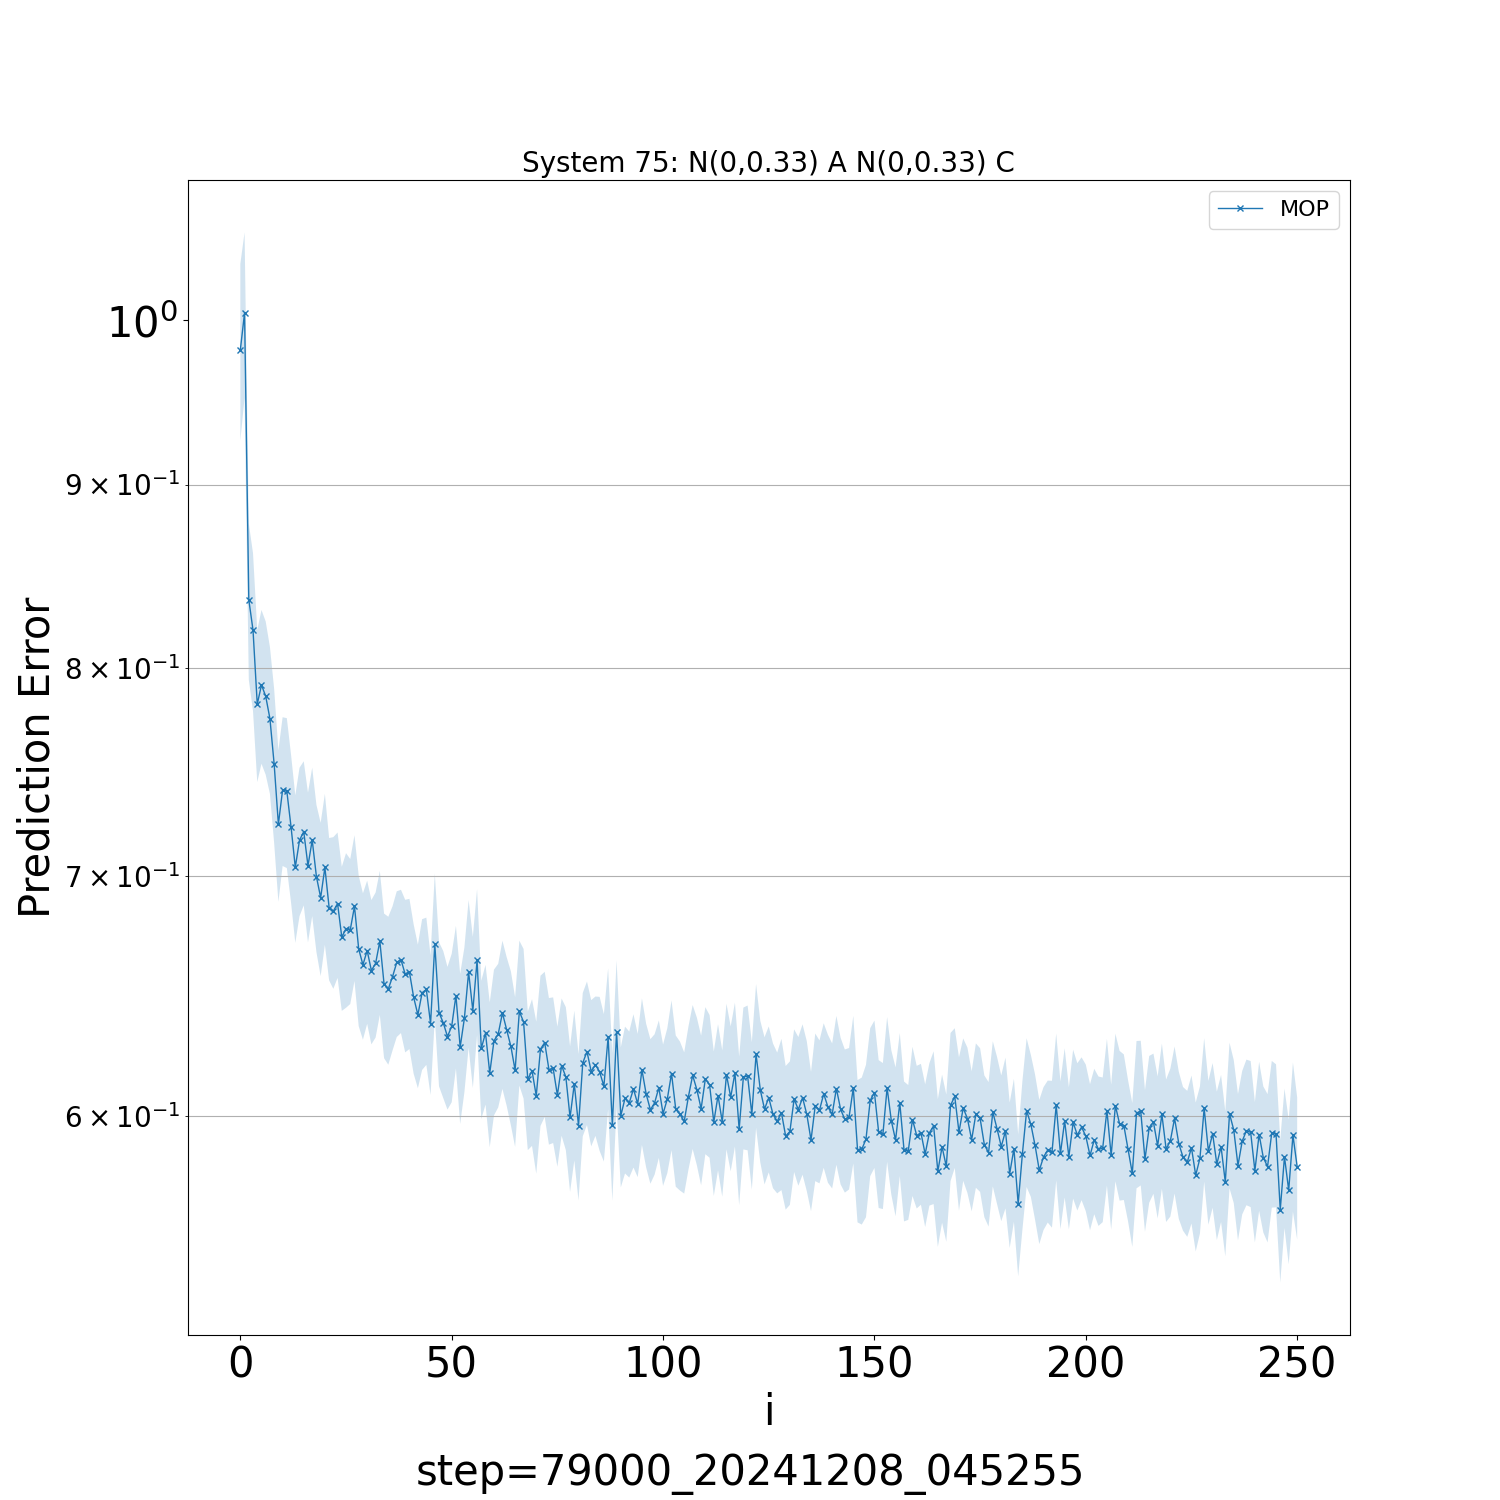 System 75: N(0,0.33) A N(0,0.33) C
MOP
10⁰
9 × 10⁻¹
8 × 10⁻¹
7 × 10⁻¹
6 × 10⁻¹
Prediction Error
0 50 100 150 200 250
i
step=79000_20241208_045255